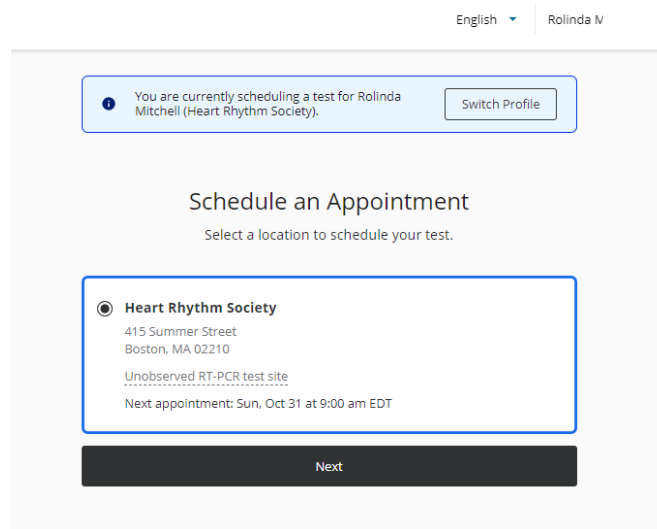 English Rolinda M
You are currently scheduling a test for Rolinda
Mitchell (Heart Rhythm Society).
Switch Profile
Schedule an Appointment
Select a location to schedule your test.
Heart Rhythm Society
415 Summer Street
Boston, MA 02210
Unobserved RT-PCR test site
Next appointment: Sun, Oct 31 at 9:00 am EDT
Next